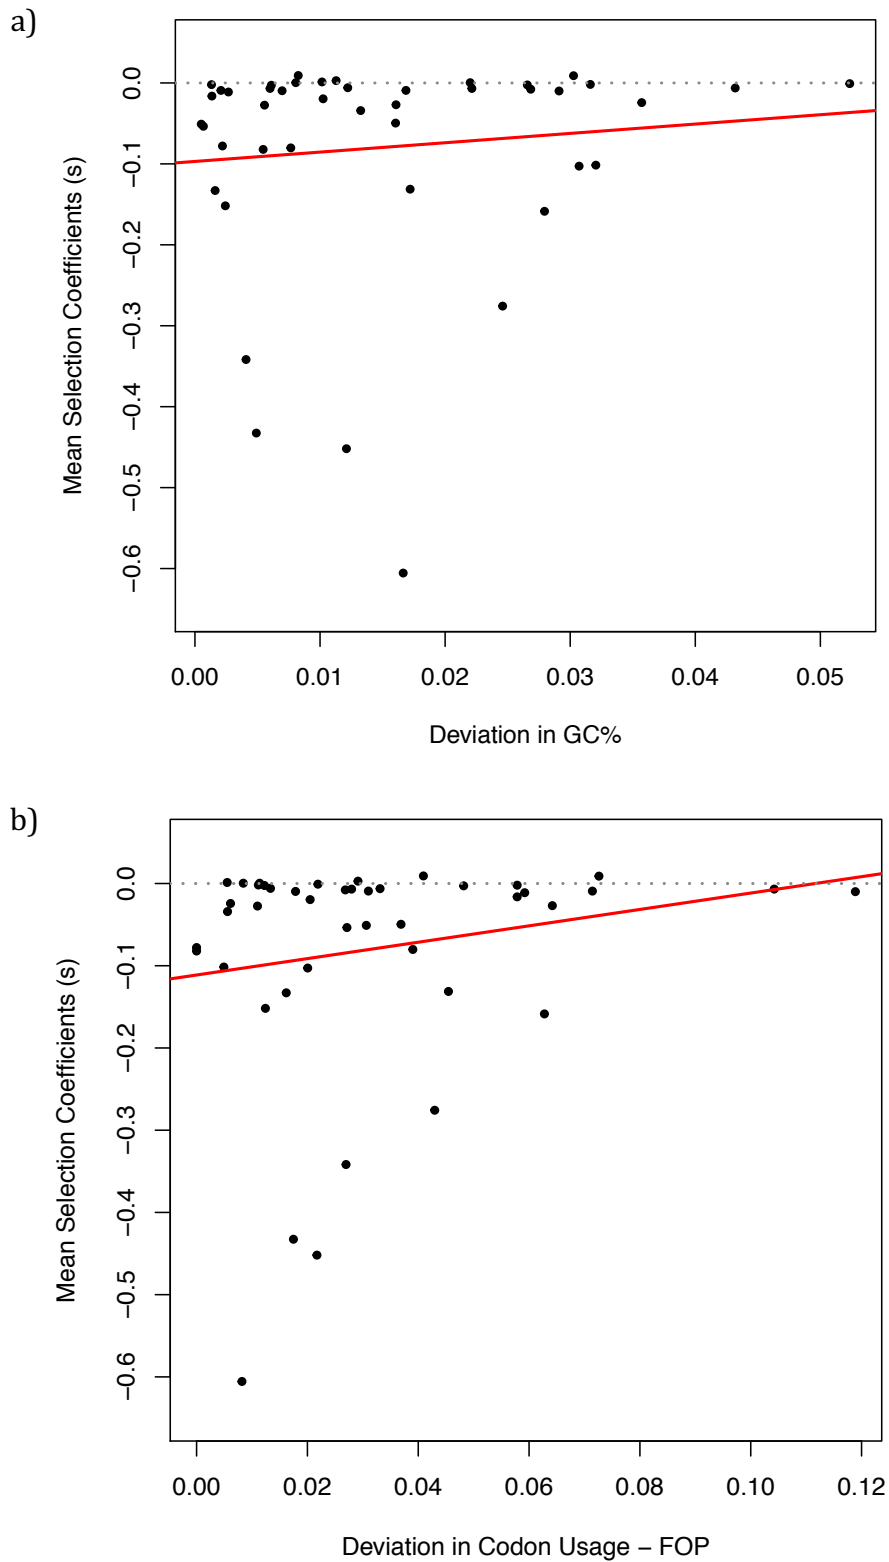 a)
0.0
−0.1
−0.2
−0.3
−0.4
−0.5
−0.6
Mean Selection Coefficients (s)
0.00 0.01 0.02 0.03 0.04 0.05
Deviation in GC%
b)
0.0
−0.1
−0.2
−0.3
−0.4
−0.5
−0.6
Mean Selection Coefficients (s)
0.00 0.02 0.04 0.06 0.08 0.10 0.12
Deviation in Codon Usage − FOP